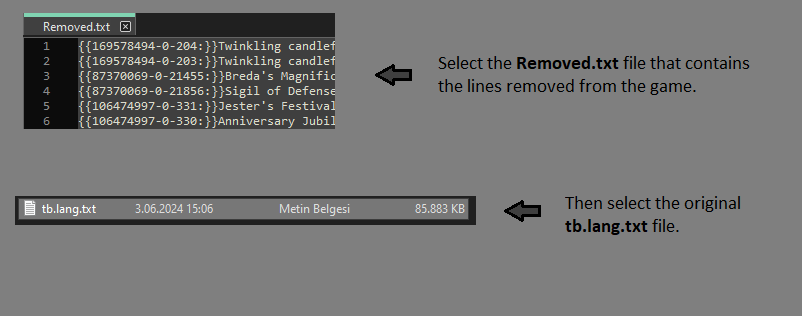 Removed.txt
1 {{169578494-0-204:}}Twinkling candlef
2 {{169578494-0-203:}}Twinkling candlef
3 {{87370069-0-21455:}}Breda's Magnific
4 {{87370069-0-21856:}}Sigil of Defense
5 {{106474997-0-331:}}Jester's Festival
6 {{106474997-0-330:}}Anniversary Jubil
Select the Removed.txt file that contains
the lines removed from the game.
tb.lang.txt 3.06.2024 15:06 Metin Belgesi 85.883 KB
Then select the original
tb.lang.txt file.